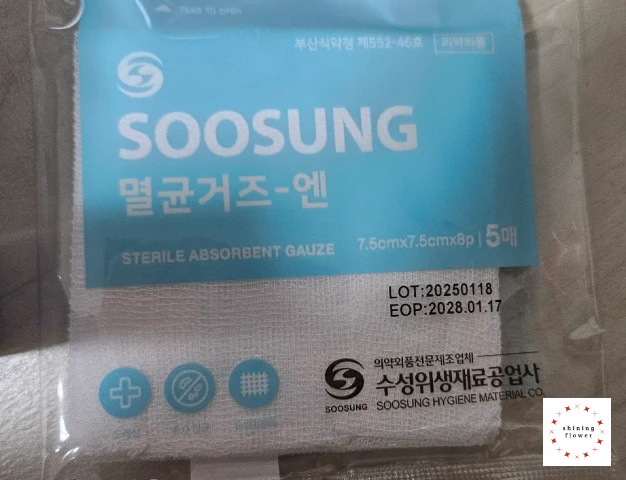 TEAR TO OPEN
부산식약청 제552-46호 의약외품
SOOSUNG
멸균거즈-엔
STERILE ABSORBENT GAUZE 7.5cmx7.5cmx8p | 5매
LOT:20250118
EOP:2028.01.17
의약외품전문제조업체
수성위생재료공업사
SOOSUNG SOOSUNG HYGIENE MATERIAL CO.
shining
flower